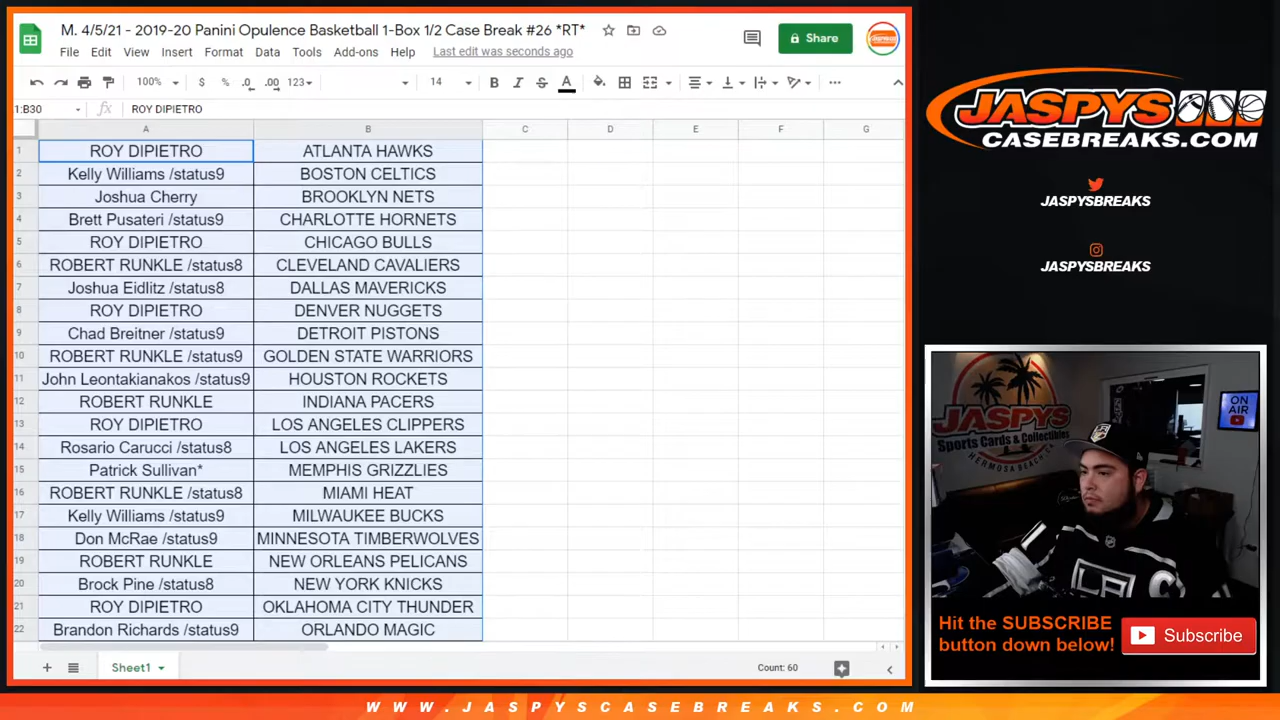 M. 4/5/21 - 2019-20 Panini Opulence Basketball 1-Box 1/2 Case Break #26 *RT*
File Edit View Insert Format Data Tools Add-ons Help Last edit was seconds ago
Share
100% $ % .0 .00 123 14 B I S A
1:B30 fx ROY DIPIETRO
A B C D E F G
1 ROY DIPIETRO ATLANTA HAWKS
2 Kelly Williams /status9 BOSTON CELTICS
3 Joshua Cherry BROOKLYN NETS
4 Brett Pusateri /status9 CHARLOTTE HORNETS
5 ROY DIPIETRO CHICAGO BULLS
6 ROBERT RUNKLE /status8 CLEVELAND CAVALIERS
7 Joshua Eidlitz /status8 DALLAS MAVERICKS
8 ROY DIPIETRO DENVER NUGGETS
9 Chad Breitner /status9 DETROIT PISTONS
10 ROBERT RUNKLE /status9 GOLDEN STATE WARRIORS
11 John Leontakianakos /status9 HOUSTON ROCKETS
12 ROBERT RUNKLE INDIANA PACERS
13 ROY DIPIETRO LOS ANGELES CLIPPERS
14 Rosario Carucci /status8 LOS ANGELES LAKERS
15 Patrick Sullivan* MEMPHIS GRIZZLIES
16 ROBERT RUNKLE /status8 MIAMI HEAT
17 Kelly Williams /status9 MILWAUKEE BUCKS
18 Don McRae /status9 MINNESOTA TIMBERWOLVES
19 ROBERT RUNKLE NEW ORLEANS PELICANS
20 Brock Pine /status8 NEW YORK KNICKS
21 ROY DIPIETRO OKLAHOMA CITY THUNDER
22 Brandon Richards /status9 ORLANDO MAGIC
Sheet1 Count: 60
JASPYS
CASEBREAKS.COM
JASPYSBREAKS
JASPYSBREAKS
JASPYS
Sports Cards & Collectibles
HERMOSA BEACH, CA
ON
AIR
LA
C
Hit the SUBSCRIBE
button down below!
Subscribe
WWW.JASPYSCASEBREAKS.COM